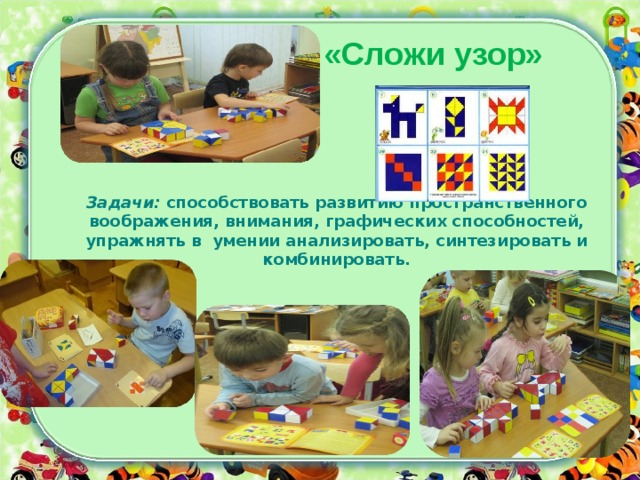 «Сложи узор»
Задачи: способствовать развитию пространственного
воображения, внимания, графических способностей,
упражнять в умении анализировать, синтезировать и
комбинировать.